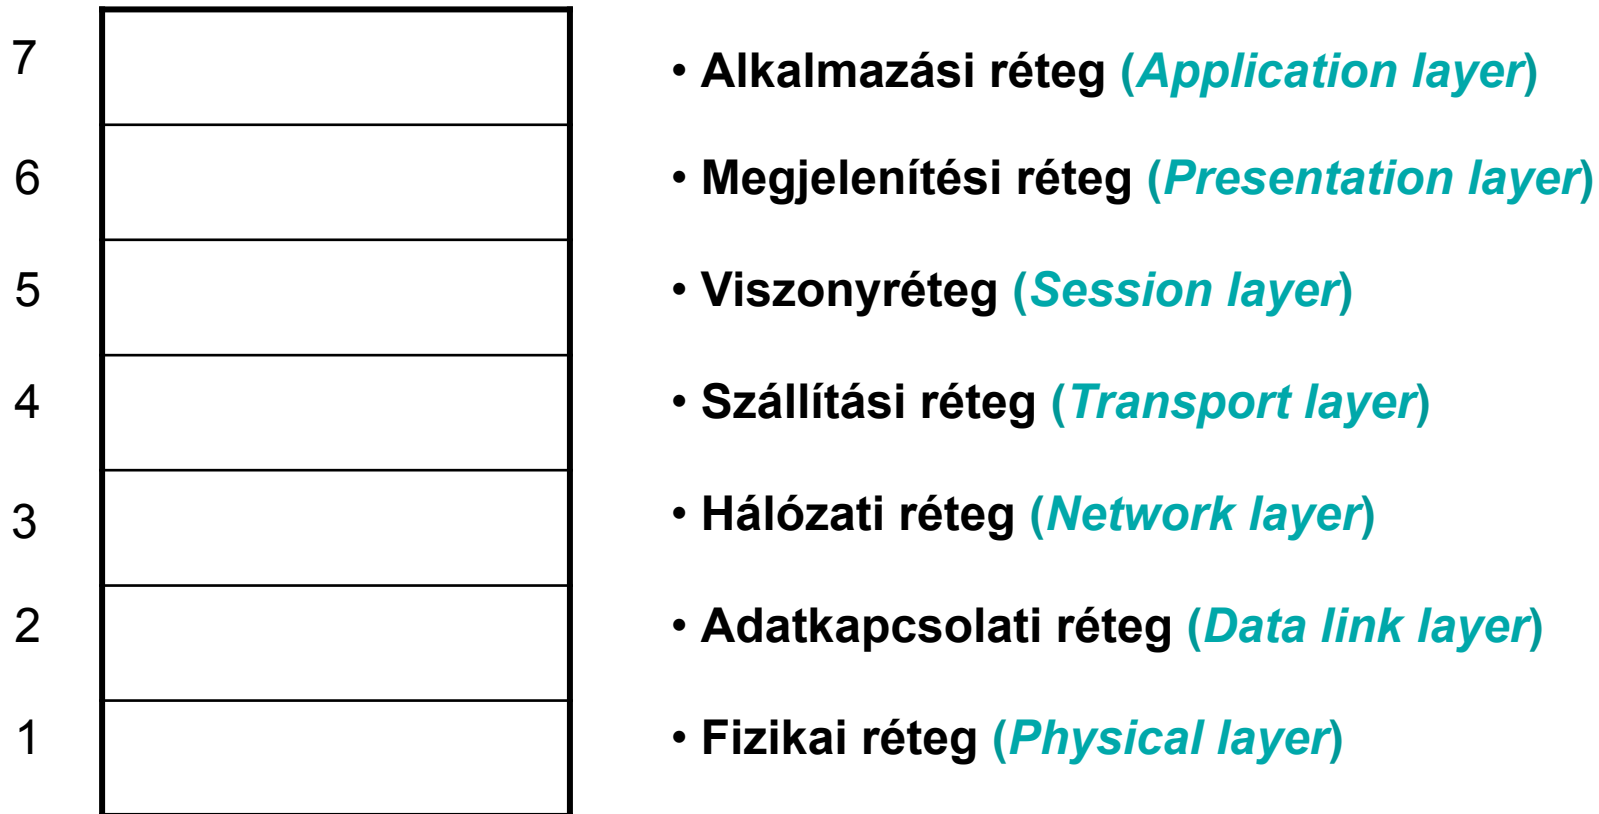 7 • Alkalmazási réteg (Application layer)
6 • Megjelenítési réteg (Presentation layer)
5 • Viszonyréteg (Session layer)
4 • Szállítási réteg (Transport layer)
3 • Hálózati réteg (Network layer)
2 • Adatkapcsolati réteg (Data link layer)
1 • Fizikai réteg (Physical layer)